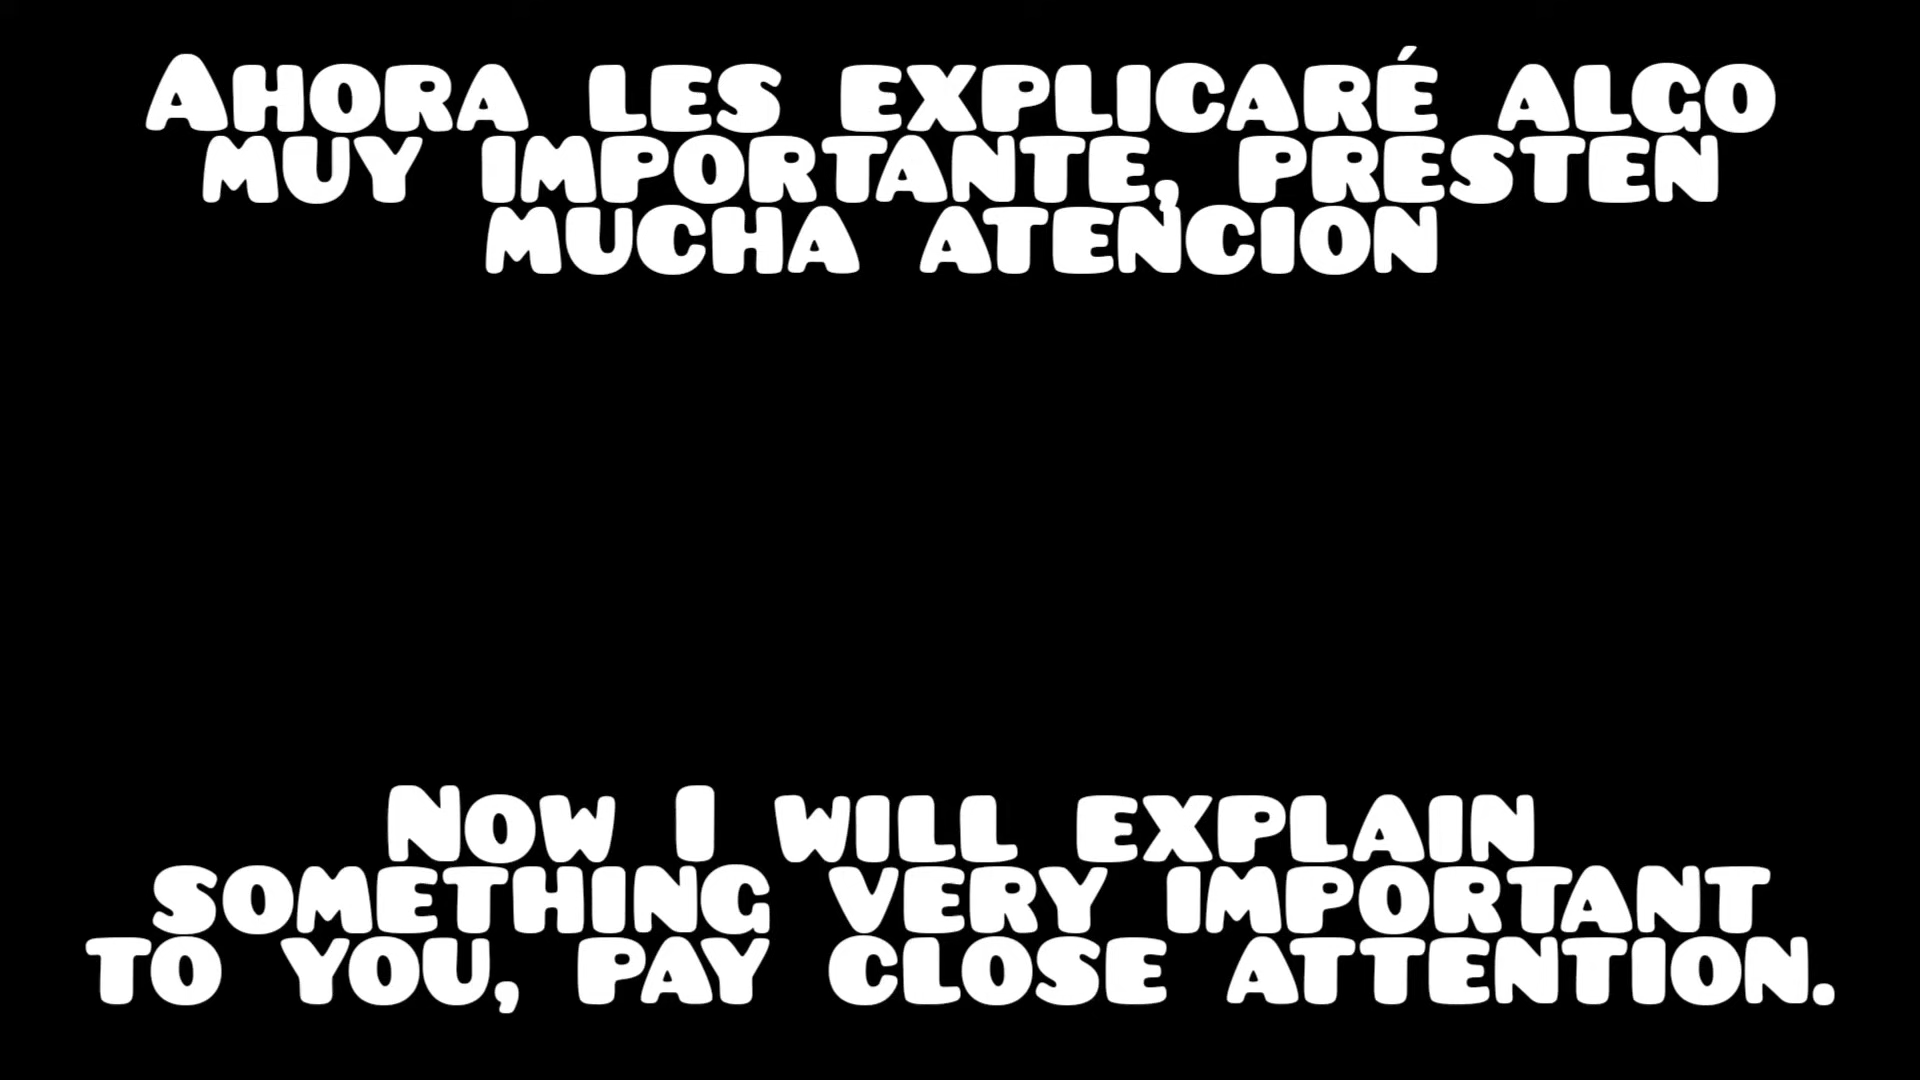 Ahora les explicaré algo
muy importante, presten
mucha atencion
Now I will explain
something very important
to you, pay close attention.